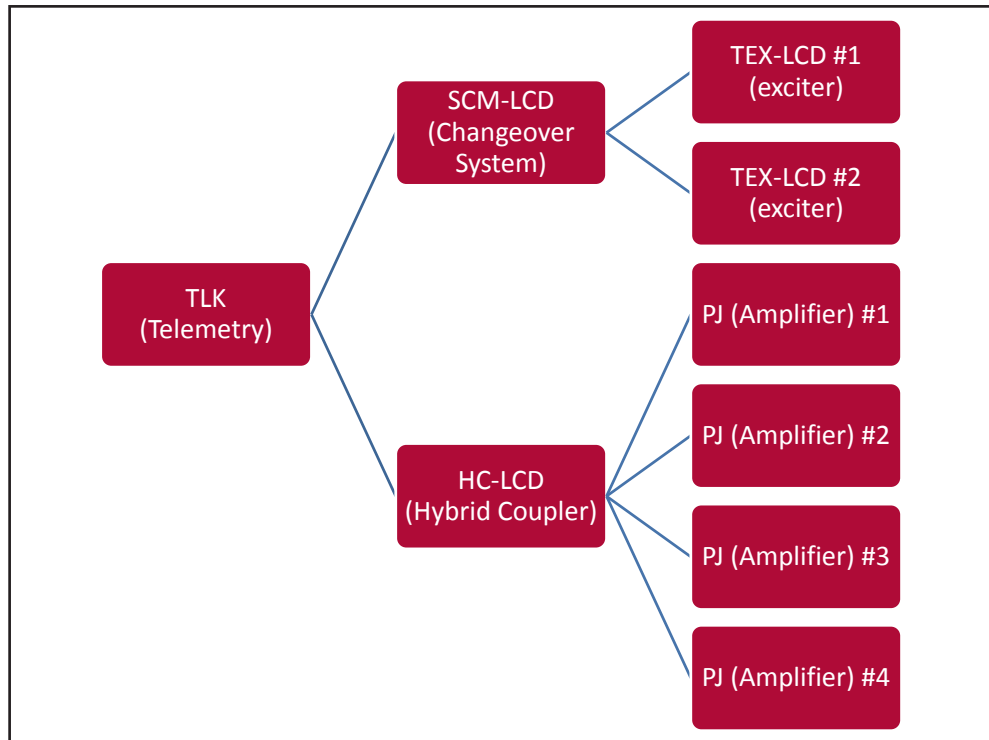 TLK
(Telemetry)
SCM-LCD
(Changeover
System)
HC-LCD
(Hybrid Coupler)
TEX-LCD #1
(exciter)
TEX-LCD #2
(exciter)
PJ (Amplifier) #1
PJ (Amplifier) #2
PJ (Amplifier) #3
PJ (Amplifier) #4